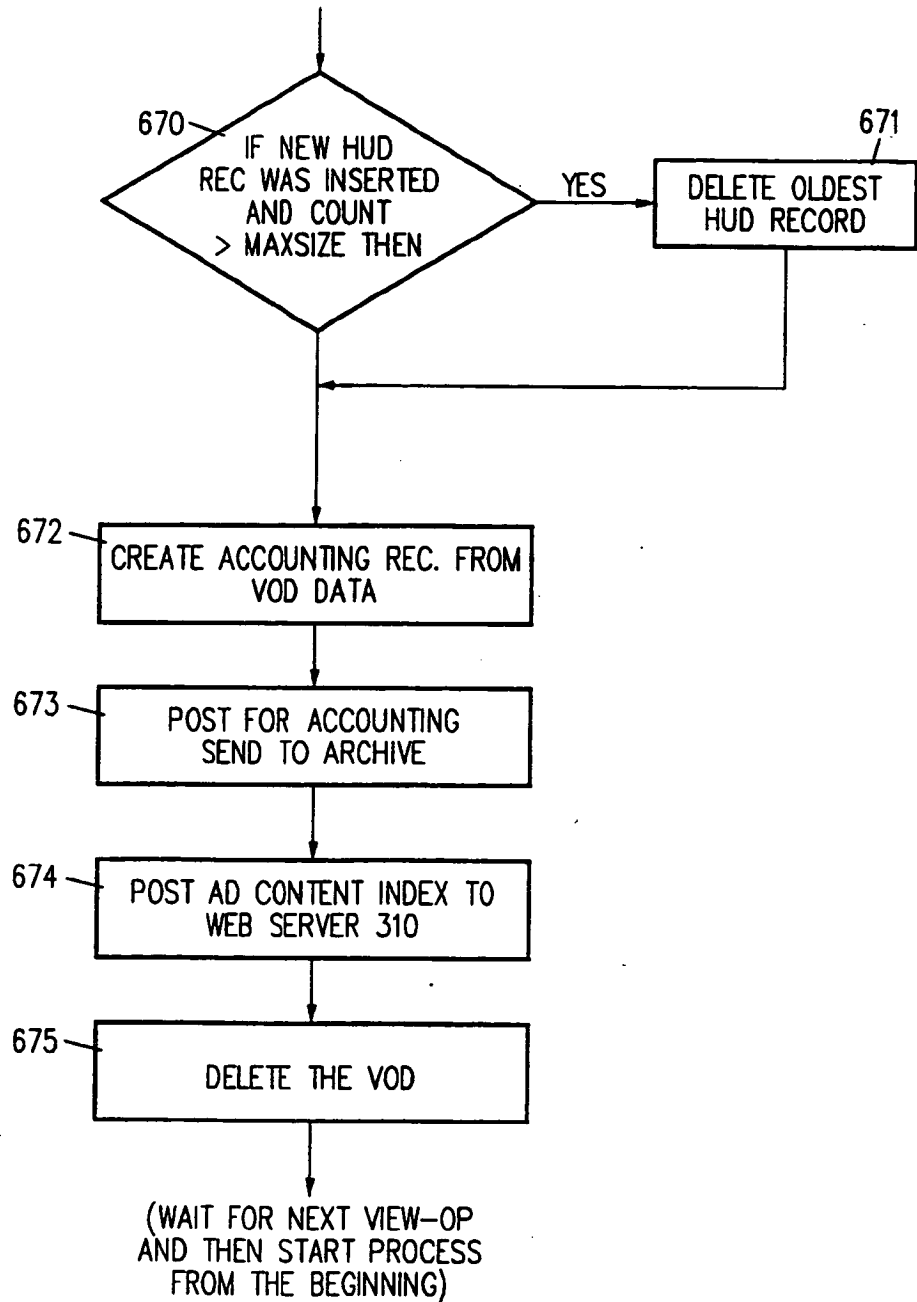 670
IF NEW HUD
REC WAS INSERTED
AND COUNT
> MAXSIZE THEN
YES
671
DELETE OLDEST
HUD RECORD
672
CREATE ACCOUNTING REC. FROM
VOD DATA
673
POST FOR ACCOUNTING
SEND TO ARCHIVE
674
POST AD CONTENT INDEX TO
WEB SERVER 310
675
DELETE THE VOD
(WAIT FOR NEXT VIEW-OP
AND THEN START PROCESS
FROM THE BEGINNING)